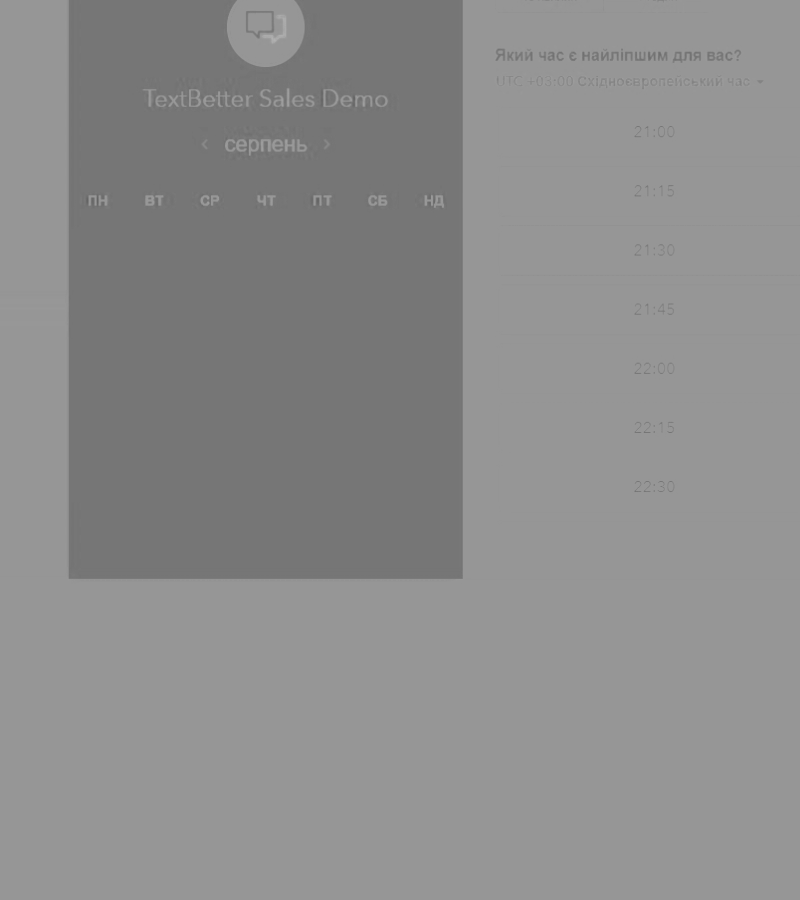 TextBetter Sales Demo
‹ серпень ›
ПН ВТ СР ЧТ ПТ СБ НД
Який час є найліпшим для вас?
UTC +03:00 Східноєвропейський час
21:00
21:15
21:30
21:45
22:00
22:15
22:30